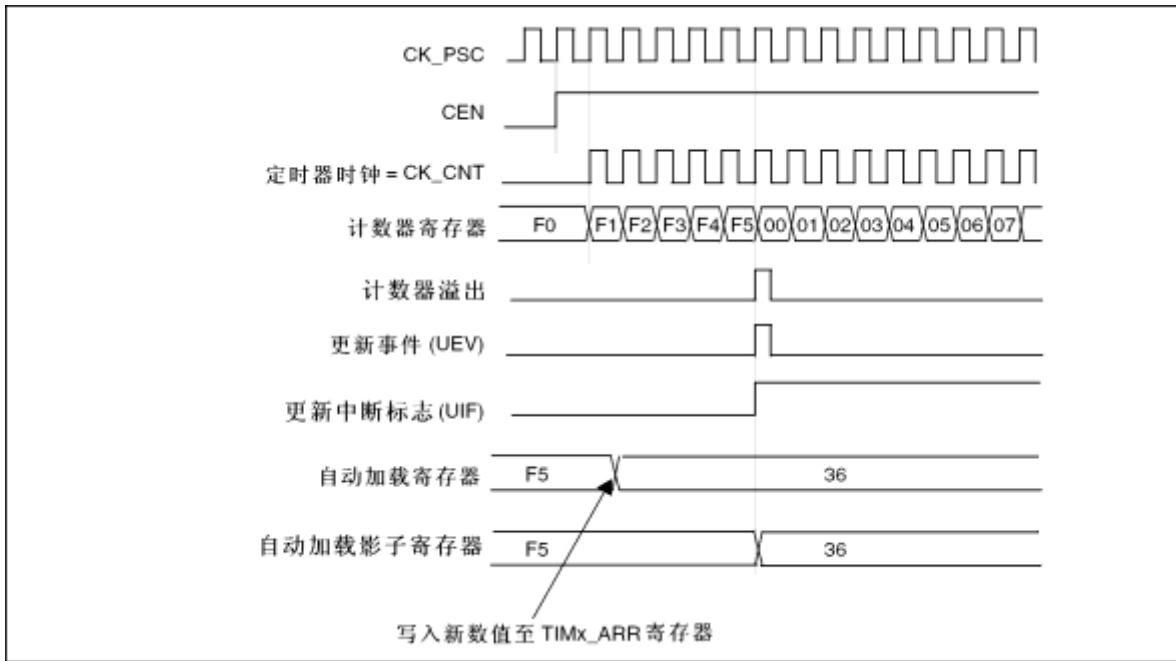 CK_PSC
CEN
定时器时钟 = CK_CNT
计数器寄存器 F0 F1 F2 F3 F4 F5 00 01 02 03 04 05 06 07
计数器溢出
更新事件 (UEV)
更新中断标志 (UIF)
自动加载寄存器 F5 36
自动加载影子寄存器 F5 36
写入新数值至 TIMx_ARR 寄存器